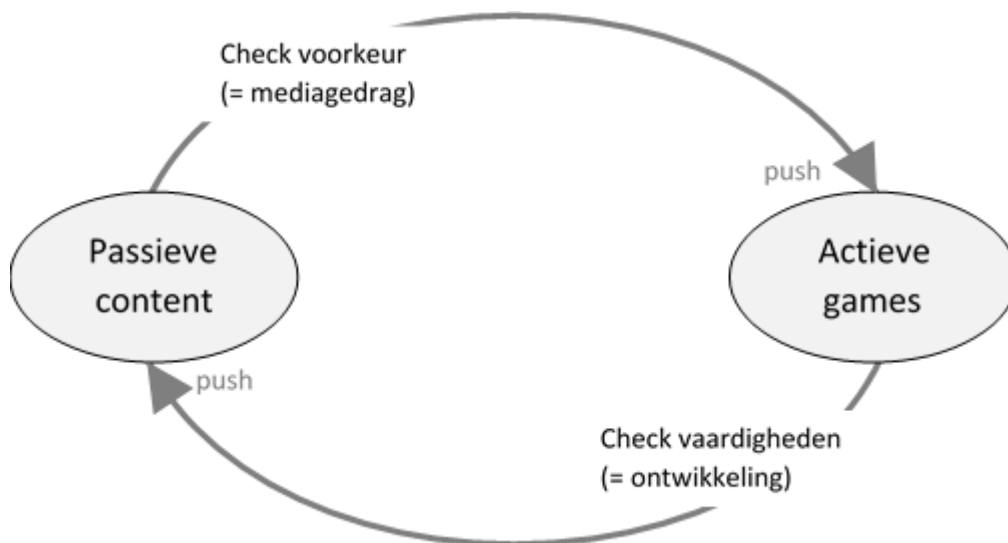 Check voorkeur
(= mediagedrag)
push
Passieve
content
Actieve
games
push
Check vaardigheden
(= ontwikkeling)